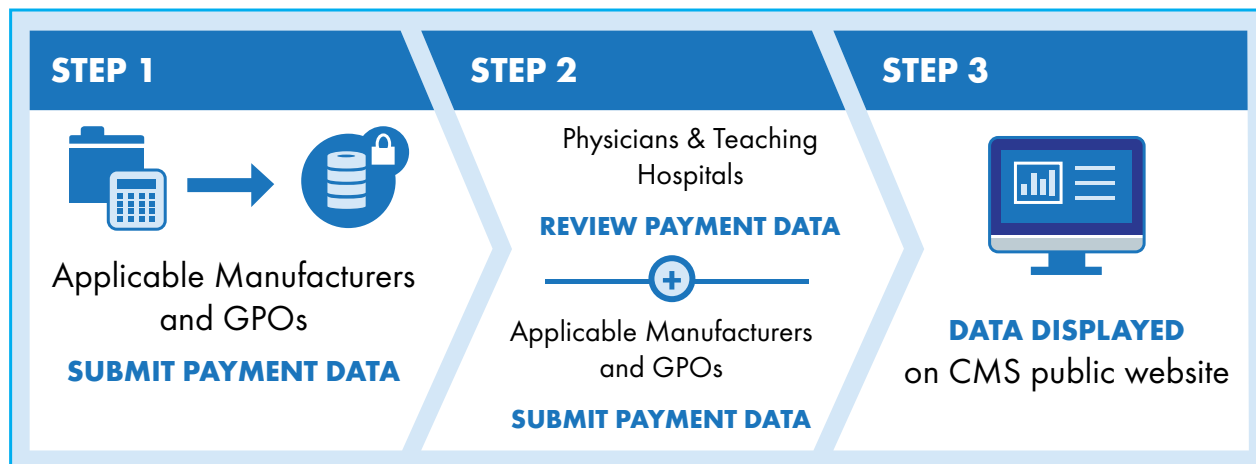 STEP 1
Applicable Manufacturers
and GPOs
SUBMIT PAYMENT DATA
STEP 2
Physicians & Teaching
Hospitals
REVIEW PAYMENT DATA
+
Applicable Manufacturers
and GPOs
SUBMIT PAYMENT DATA
STEP 3
DATA DISPLAYED
on CMS public website